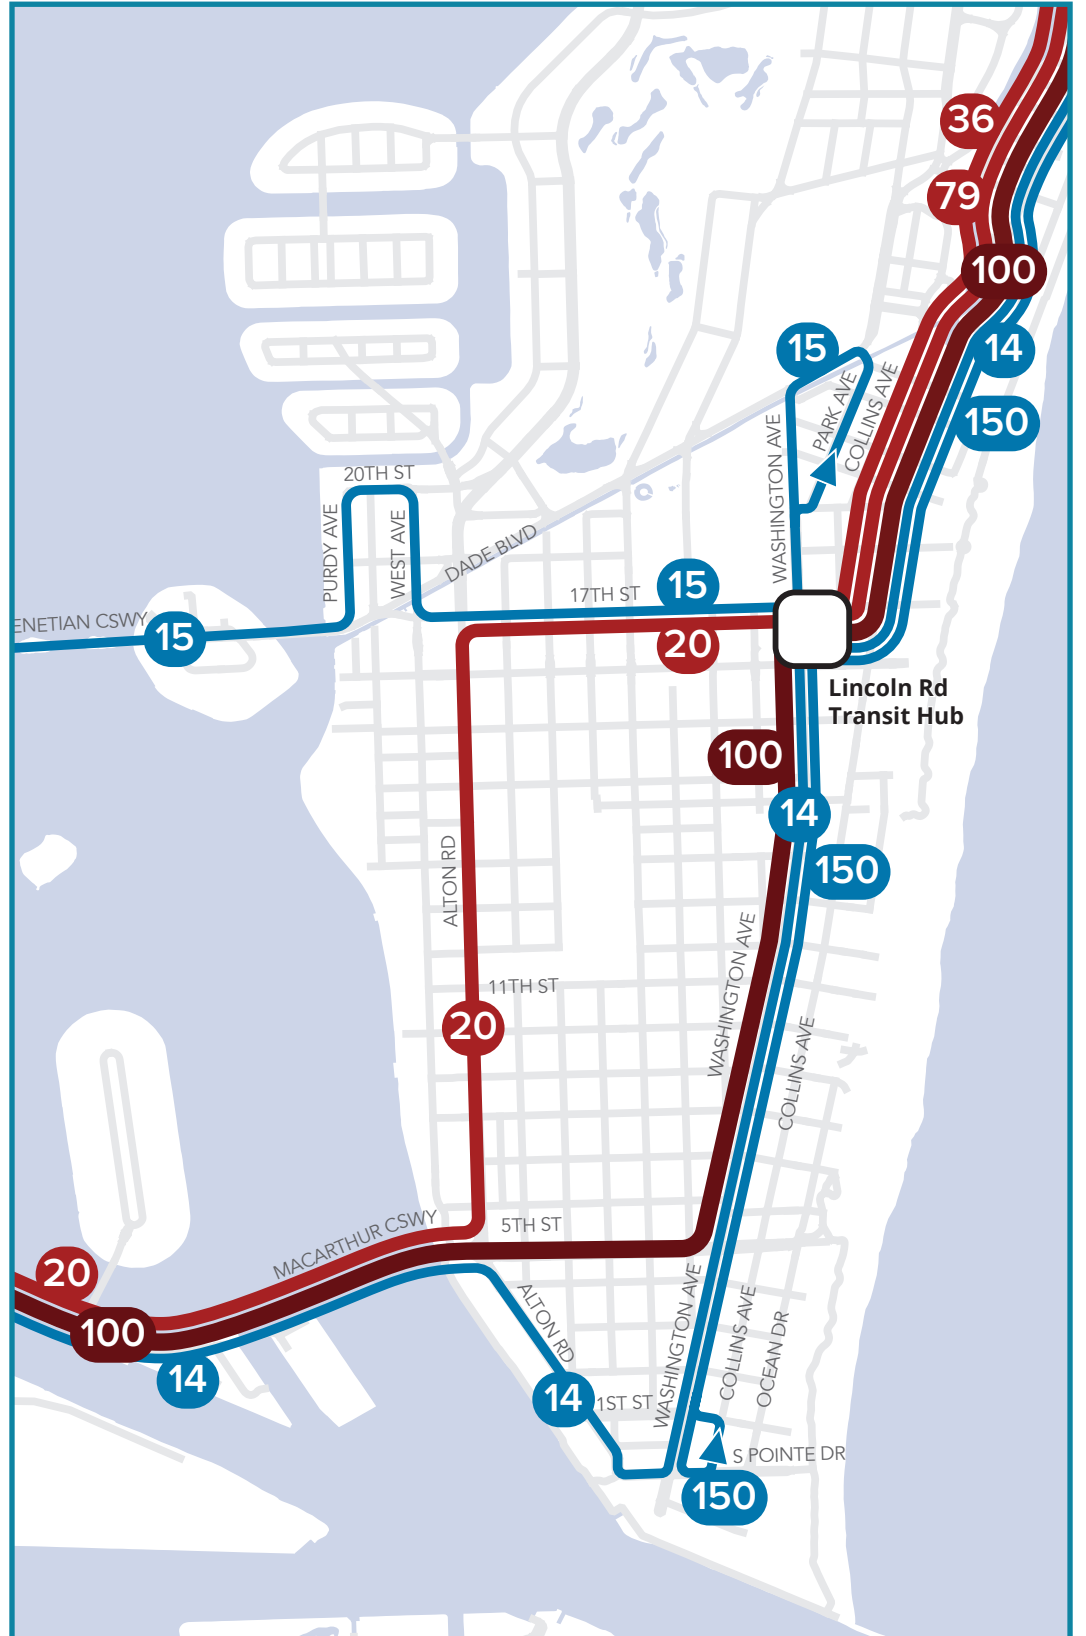 36
79
100
15
14
PARK AVE
COLLINS AVE
150
WASHINGTON AVE
20TH ST
PURDY AVE
WEST AVE
DADE BLVD
15
17TH ST
ENETIAN CSWY
15
20
Lincoln Rd
Transit Hub
100
14
150
ALTON RD
WASHINGTON AVE
11TH ST
20
COLLINS AVE
MACARTHUR CSWY
5TH ST
20
100
14
ALTON RD
WASHINGTON AVE
COLLINS AVE
OCEAN DR
14
1ST ST
S POINTE DR
150